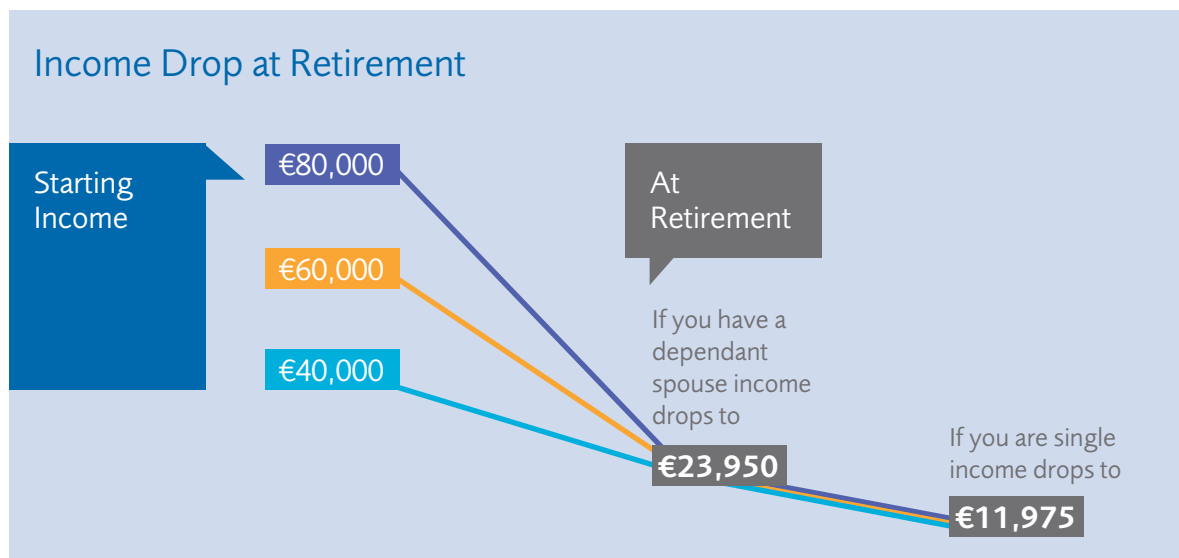 Income Drop at Retirement
Starting
Income
€80,000
€60,000
€40,000
At
Retirement
If you have a
dependant
spouse income
drops to
€23,950
If you are single
income drops to
€11,975